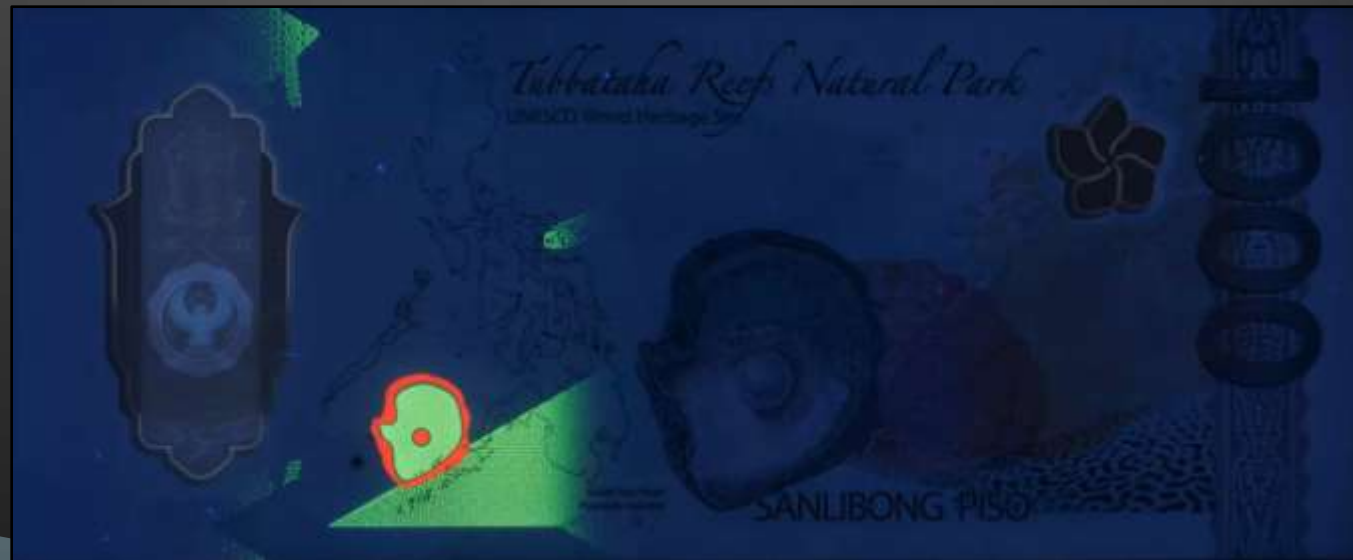 Tubbataha Reefs Natural Park
UNESCO World Heritage Site
1000
SANLIBONG PISO